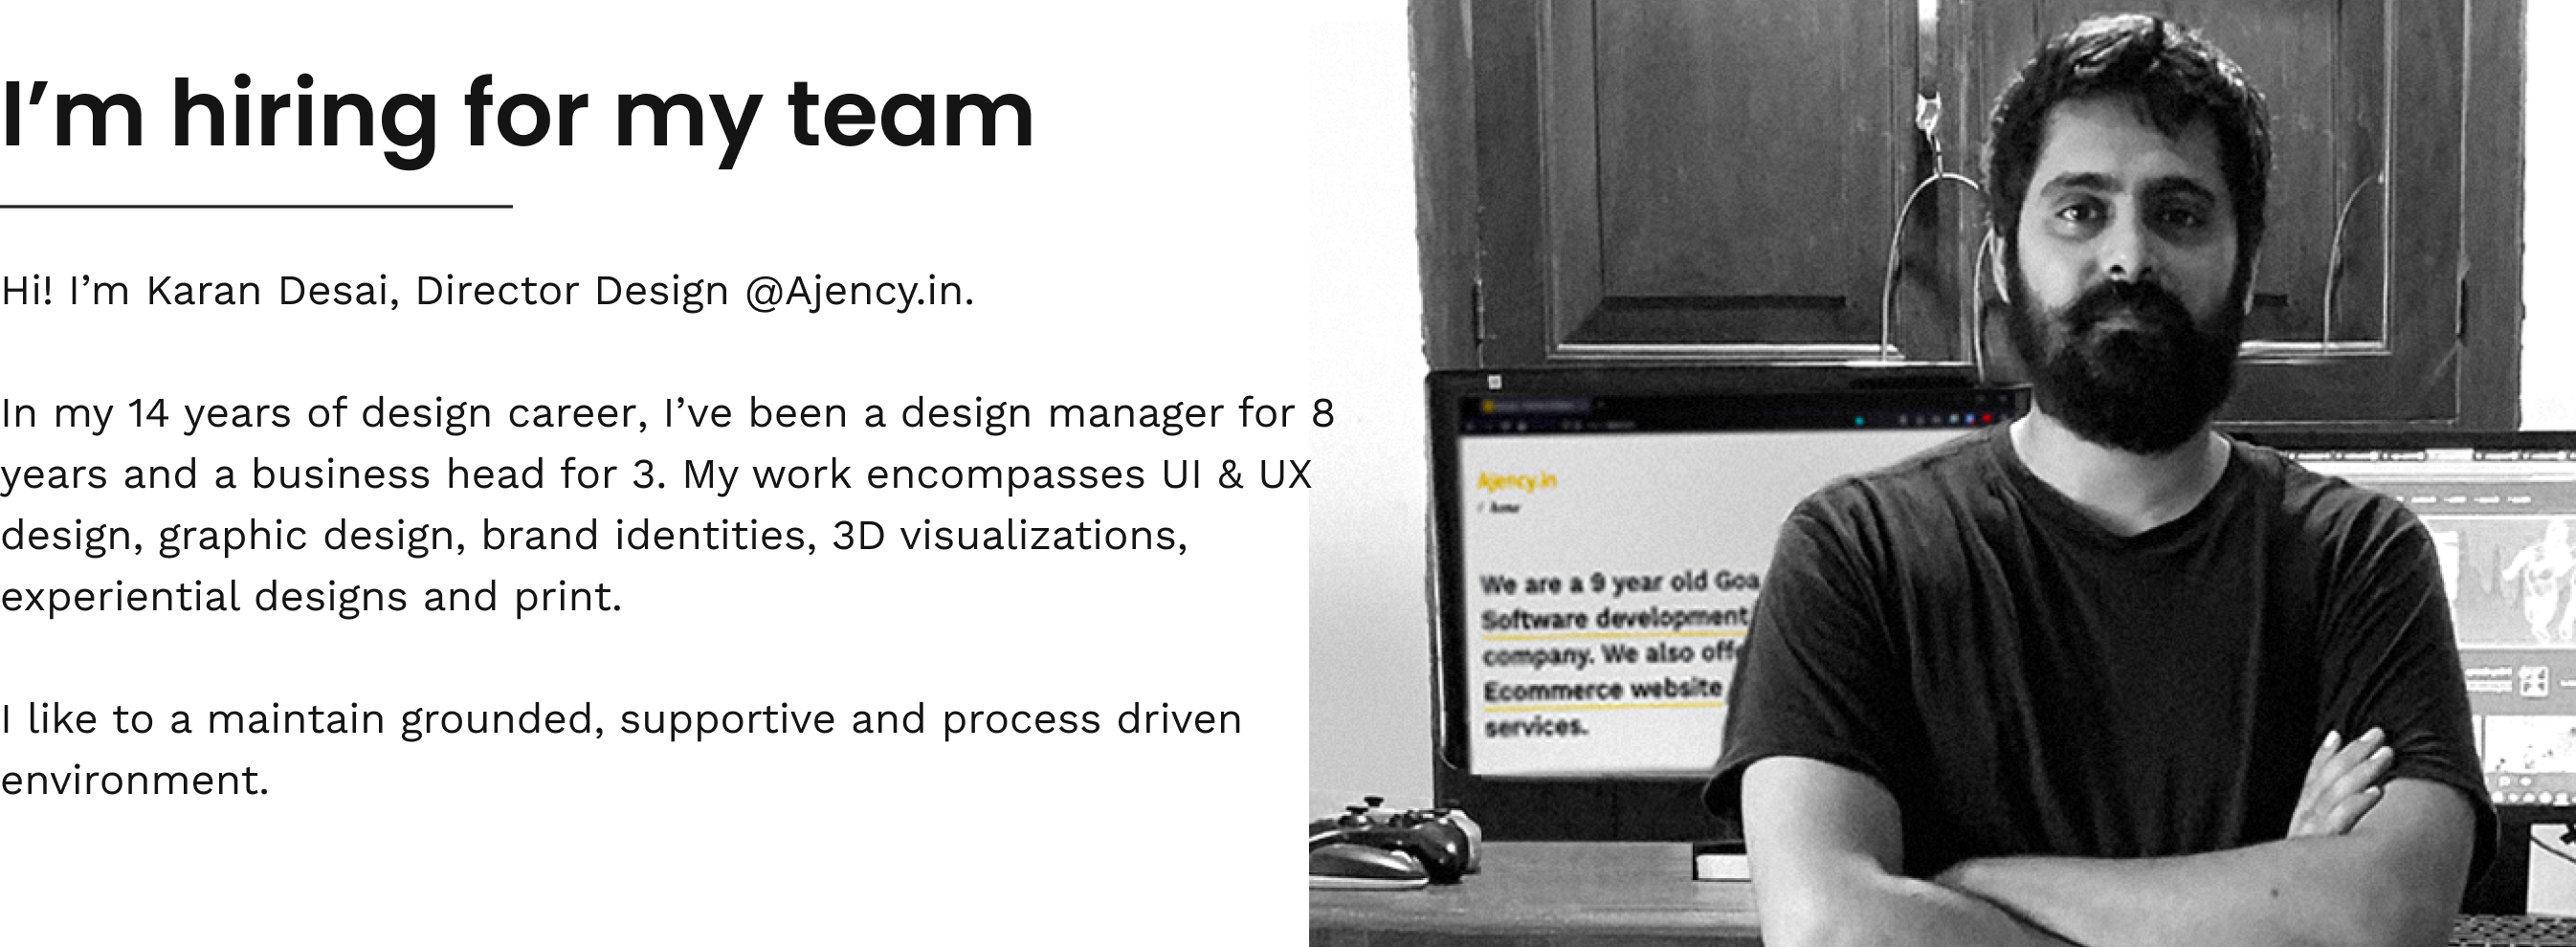 I’m hiring for my team
Hi! I’m Karan Desai, Director Design @Ajency.in.
In my 14 years of design career, I’ve been a design manager for 8
years and a business head for 3. My work encompasses UI & UX
design, graphic design, brand identities, 3D visualizations,
experiential designs and print.
I like to a maintain grounded, supportive and process driven
environment.
Ajency.in
/ home
We are a 9 year old Goa
Software development
company. We also offe
Ecommerce website
services.